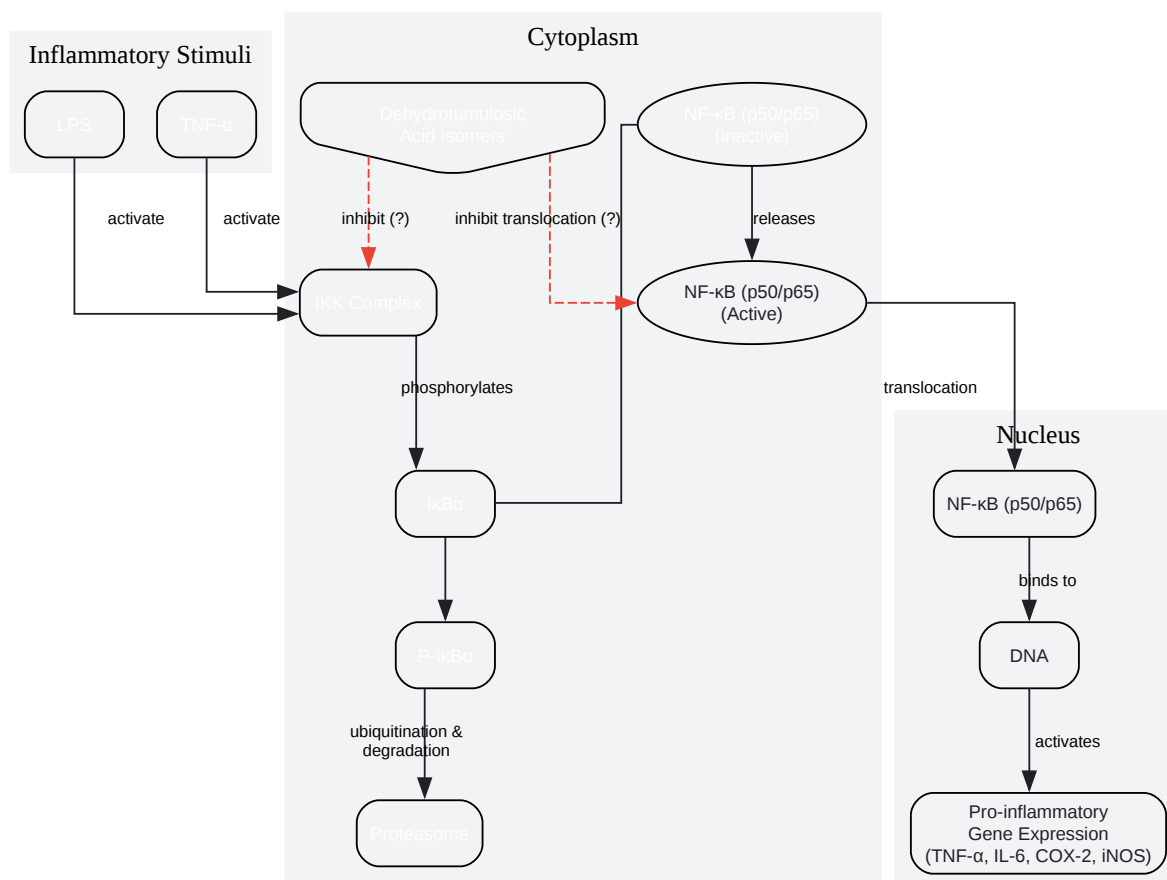 Inflammatory Stimuli
LPS
TNF-α
activate
activate
Cytoplasm
Dehydrotumulosic
Acid Isomers
NF-κB (p50/p65)
(Inactive)
inhibit (?)
inhibit translocation (?)
releases
IKK Complex
NF-κB (p50/p65)
(Active)
phosphorylates
translocation
IκBα
P-IκBα
ubiquitination &
degradation
Proteasome
Nucleus
NF-κB (p50/p65)
binds to
DNA
activates
Pro-inflammatory
Gene Expression
(TNF-α, IL-6, COX-2, iNOS)